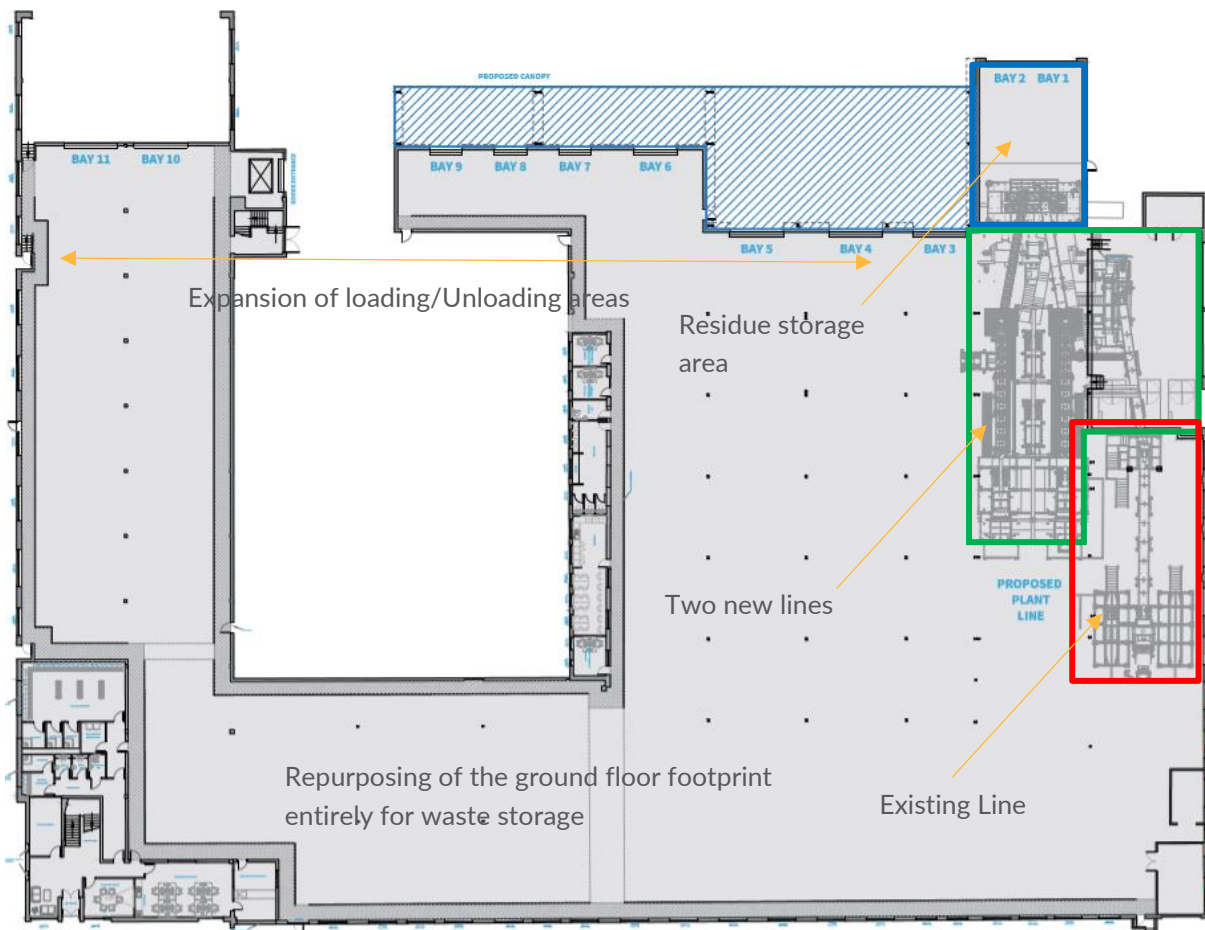 PROPOSED CANOPY
BAY 2 BAY 1
BAY 11 BAY 10
BAY 9 BAY 8 BAY 7 BAY 6
BAY 5 BAY 4 BAY 3
Expansion of loading/Unloading areas
Residue storage
area
Two new lines
PROPOSED
PLANT
LINE
Repurposing of the ground floor footprint
entirely for waste storage
Existing Line